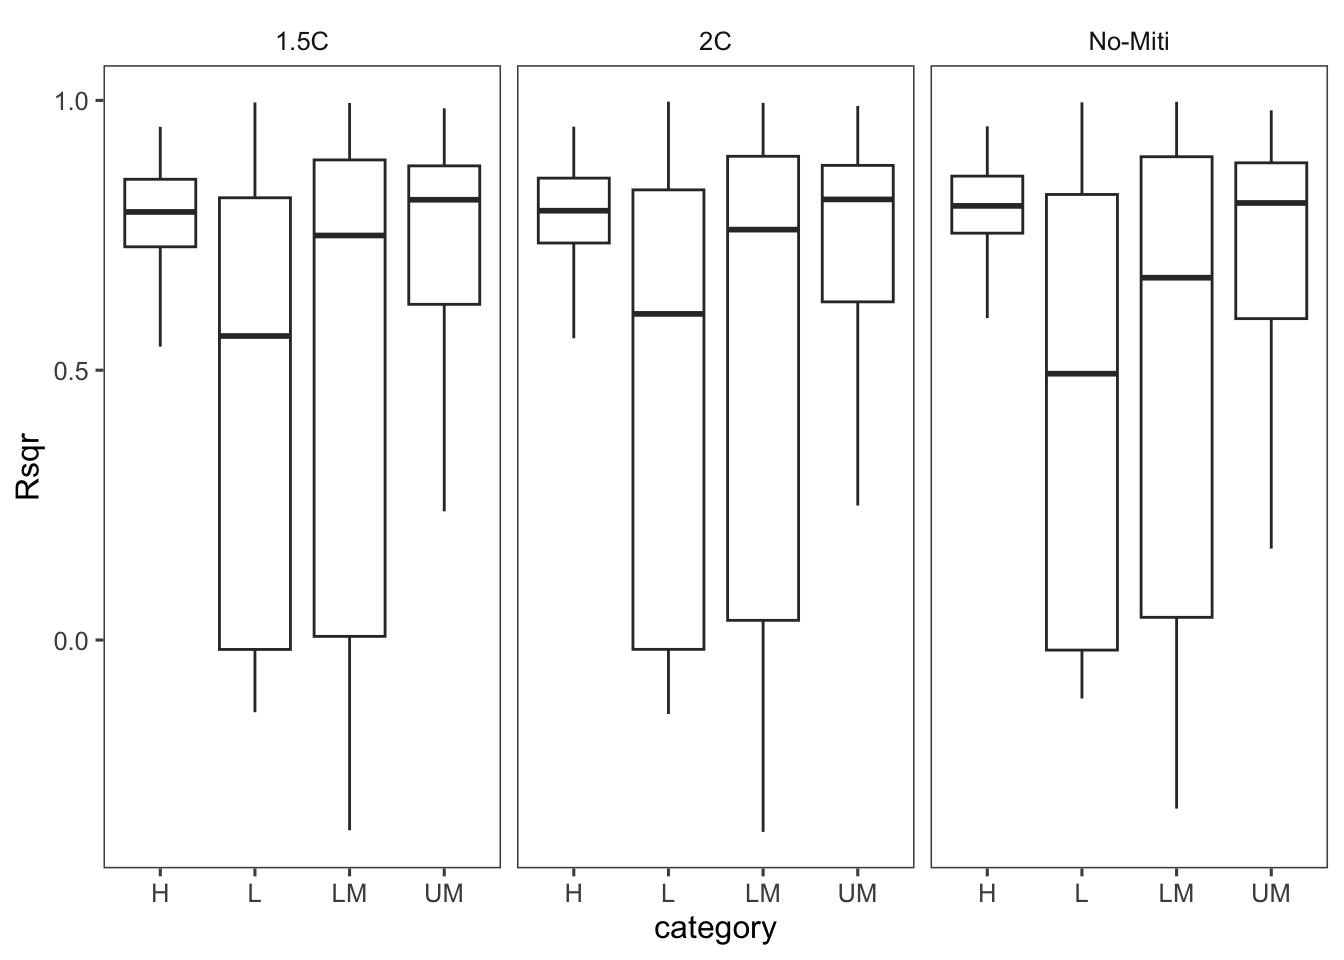 1.5C
2C
No-Miti
1.0
0.5
0.0
Rsqr
H L LM UM
H L LM UM
H L LM UM
category